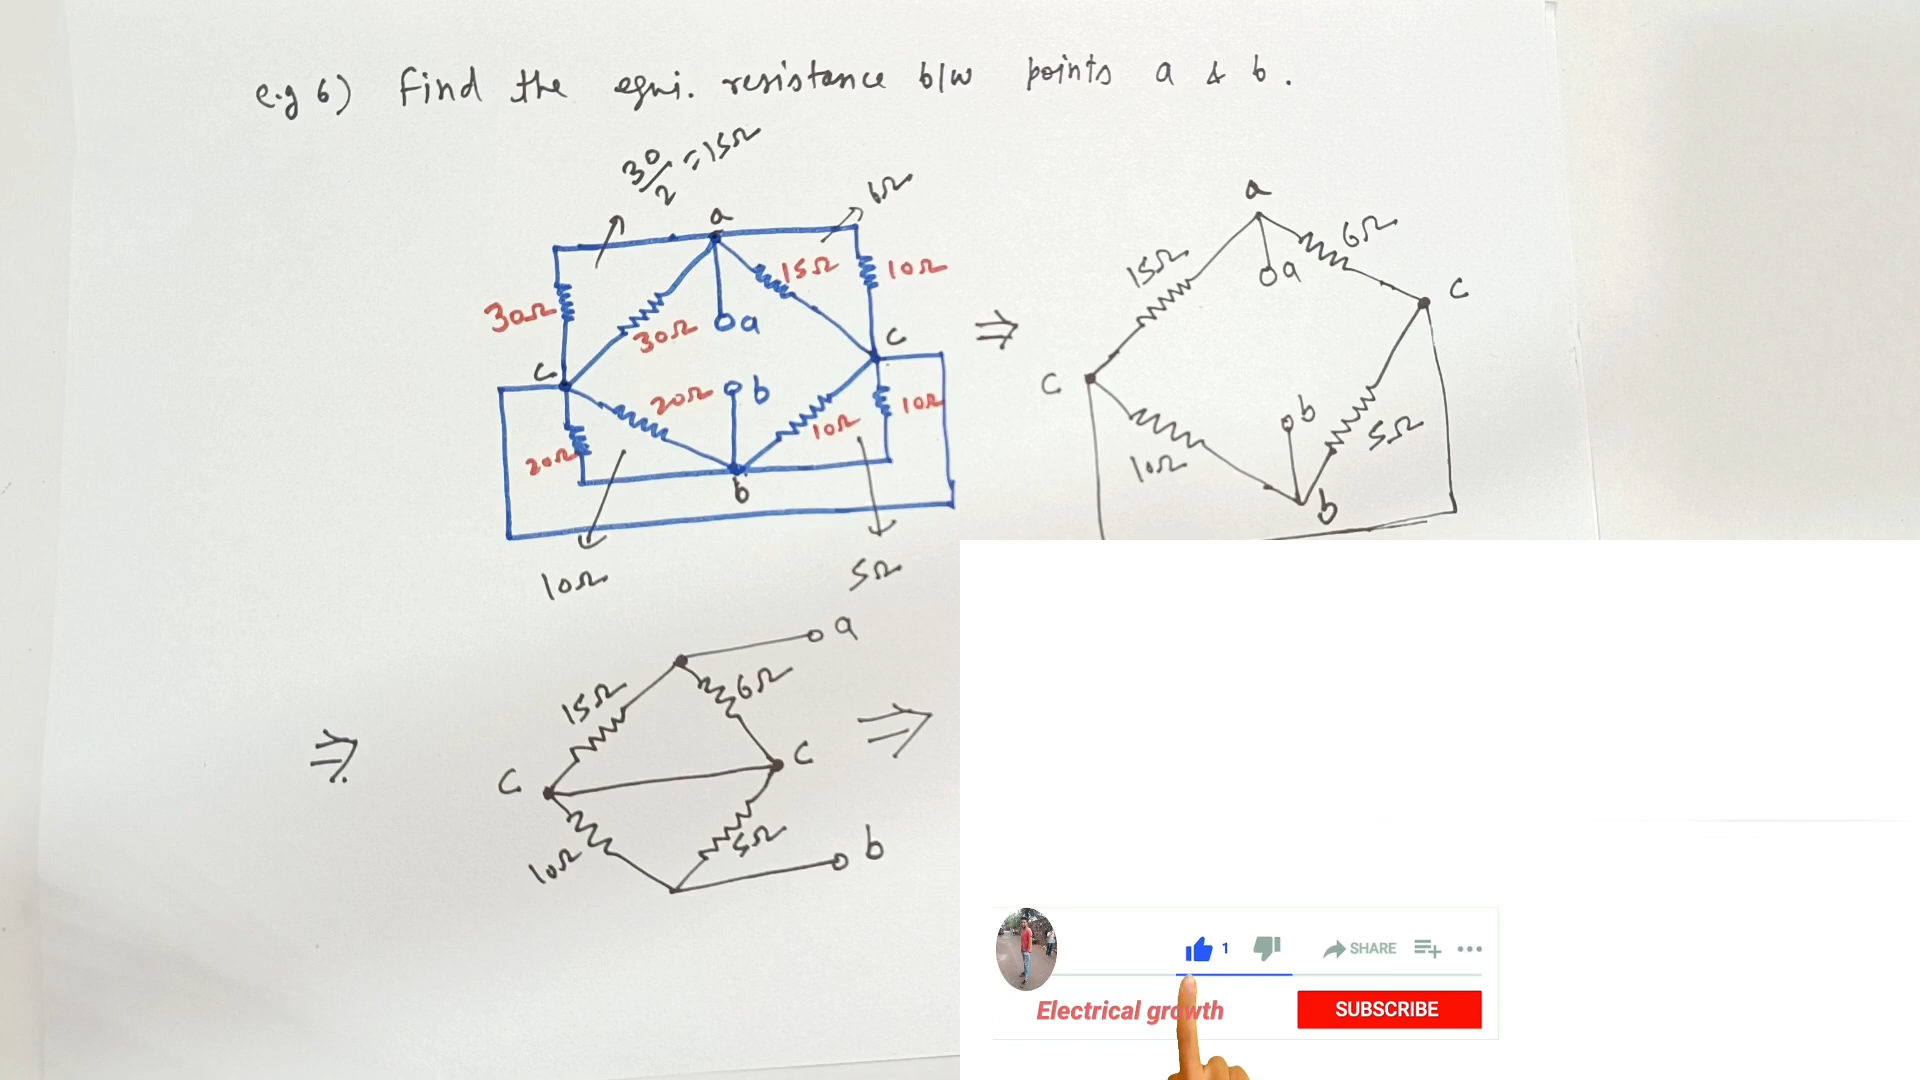 e.g 6) find the equi. resistance b/w points a & b.
30/2 = 15Ω
6Ω
a
15Ω
10Ω
30Ω
30Ω
a
c
c
20Ω
b
10Ω
10Ω
20Ω
b
10Ω
5Ω
⇒
a
15Ω
6Ω
a
c
c
b
5Ω
10Ω
b
⇒
a
15Ω
6Ω
c
c
10Ω
5Ω
b
⇒
1
SHARE
Electrical growth
SUBSCRIBE